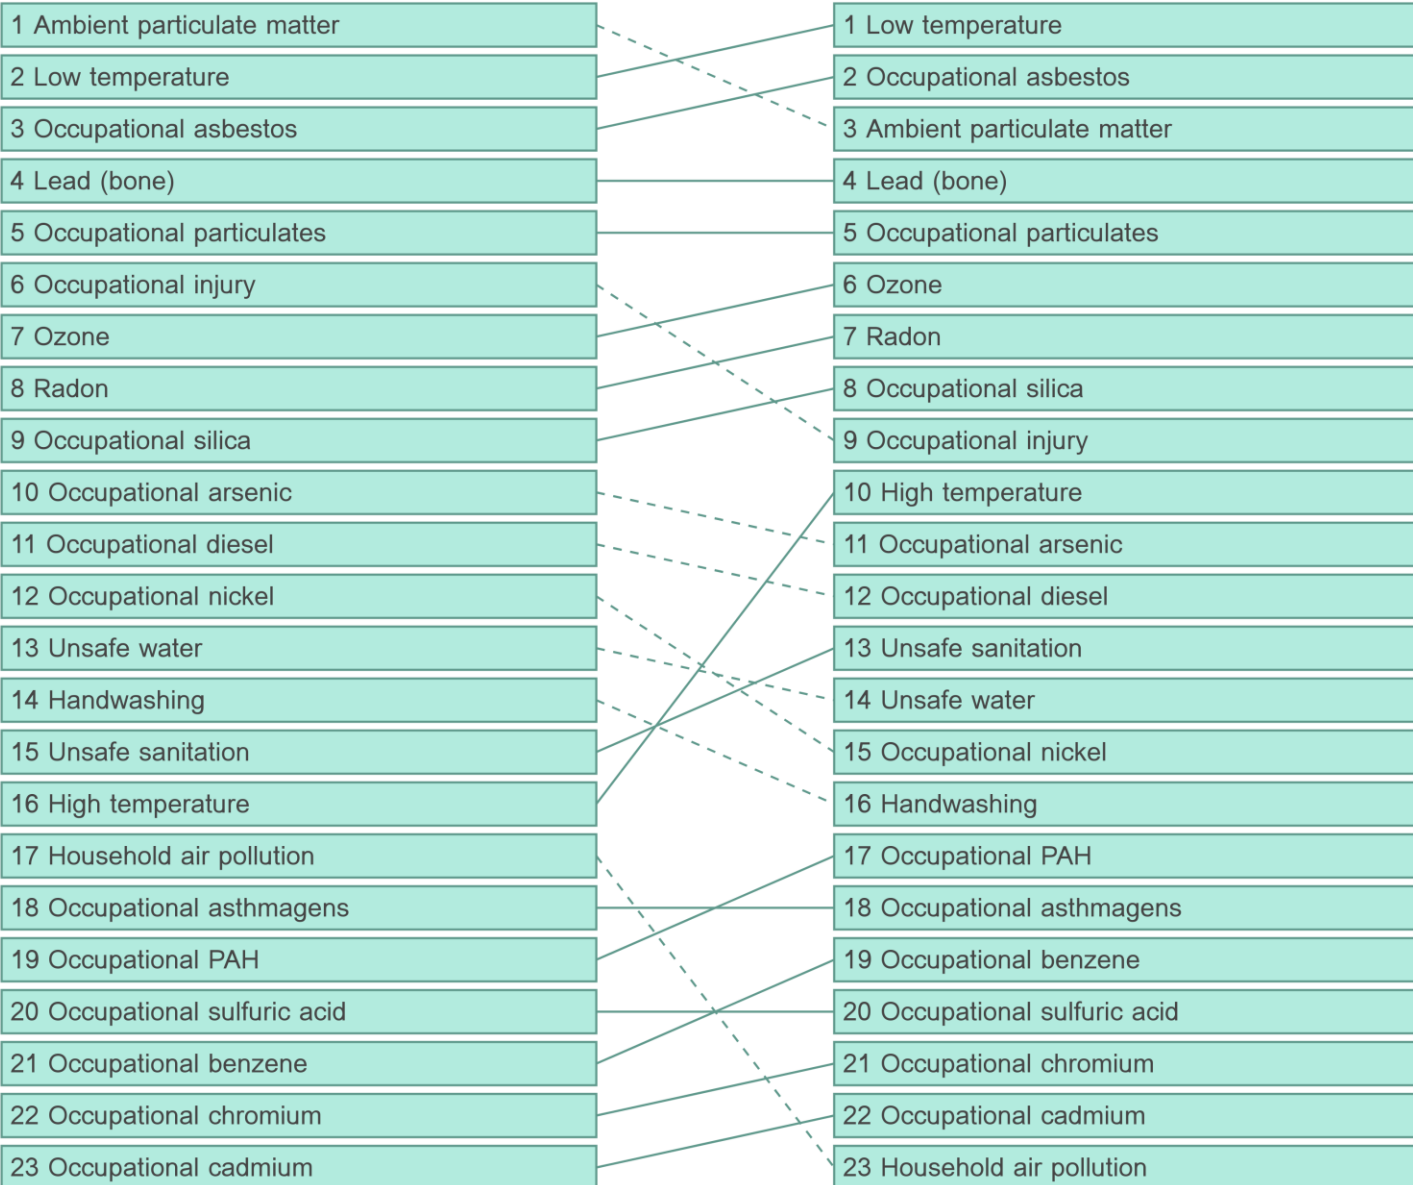 1 Ambient particulate matter
2 Low temperature
3 Occupational asbestos
4 Lead (bone)
5 Occupational particulates
6 Occupational injury
7 Ozone
8 Radon
9 Occupational silica
10 Occupational arsenic
11 Occupational diesel
12 Occupational nickel
13 Unsafe water
14 Handwashing
15 Unsafe sanitation
16 High temperature
17 Household air pollution
18 Occupational asthmagens
19 Occupational PAH
20 Occupational sulfuric acid
21 Occupational benzene
22 Occupational chromium
23 Occupational cadmium
1 Low temperature
2 Occupational asbestos
3 Ambient particulate matter
4 Lead (bone)
5 Occupational particulates
6 Ozone
7 Radon
8 Occupational silica
9 Occupational injury
10 High temperature
11 Occupational arsenic
12 Occupational diesel
13 Unsafe sanitation
14 Unsafe water
15 Occupational nickel
16 Handwashing
17 Occupational PAH
18 Occupational asthmagens
19 Occupational benzene
20 Occupational sulfuric acid
21 Occupational chromium
22 Occupational cadmium
23 Household air pollution